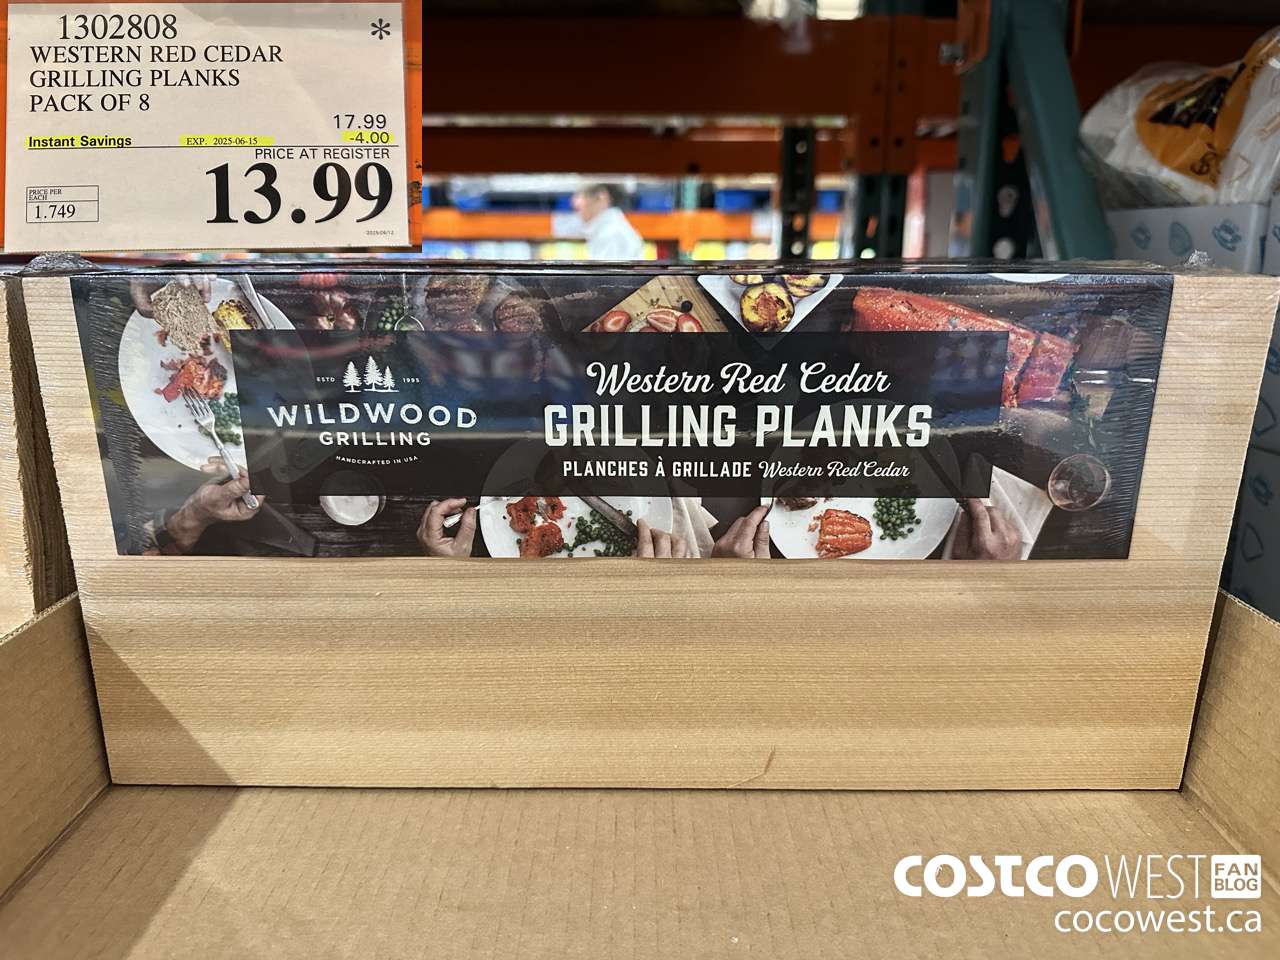 1302808 *
WESTERN RED CEDAR
GRILLING PLANKS
PACK OF 8
17.99
Instant Savings EXP. 2025-06-15 -4.00
PRICE AT REGISTER
PRICE PER
EACH
1.749
13.99
ESTD 1995
WILDWOOD
GRILLING
HANDCRAFTED IN USA
Western Red Cedar
GRILLING PLANKS
PLANCHES À GRILLADE Western Red Cedar
COSTCO WEST FAN BLOG
cocowest.ca